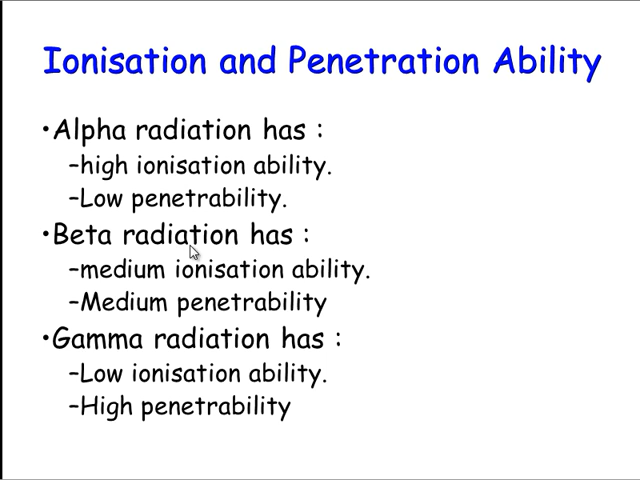 Ionisation and Penetration Ability
•Alpha radiation has :
–high ionisation ability.
–Low penetrability.
•Beta radiation has :
–medium ionisation ability.
–Medium penetrability
•Gamma radiation has :
–Low ionisation ability.
–High penetrability